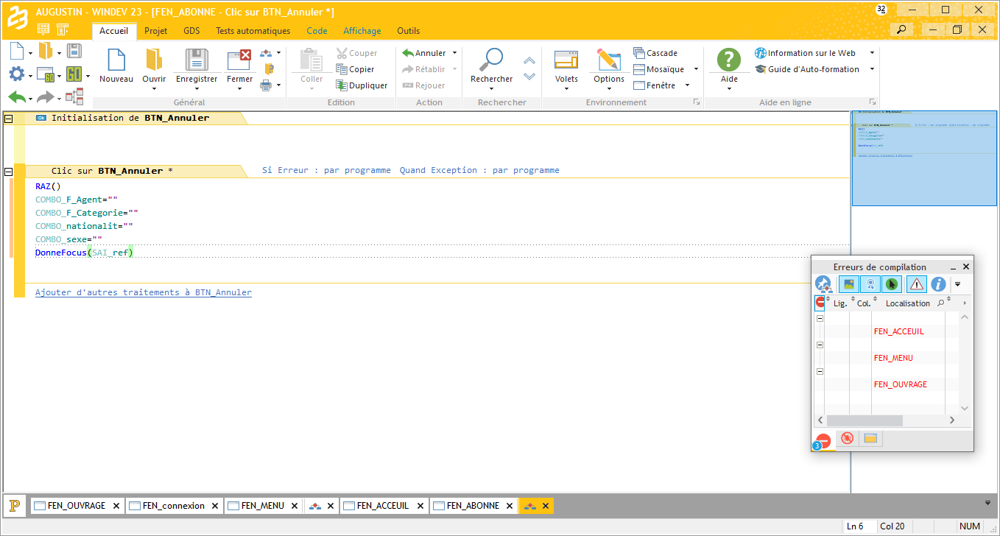 AUGUSTIN - WINDEV 23 - [FEN_ABONNE - Clic sur BTN_Annuler *]
32
23
Accueil Projet GDS Tests automatiques Code Affichage Outils
Nouveau Ouvrir Enregistrer Fermer
Général
Coller Couper
Copier
Dupliquer
Edition
Annuler
Rétablir
Rejouer
Action
Rechercher
Rechercher
Volets Options Cascade
Mosaïque
Fenêtre
Environnement
Aide Information sur le Web
Guide d'Auto-formation
Aide en ligne
GO
GO
Ok Initialisation de BTN_Annuler
Clic sur BTN_Annuler * Si Erreur : par programme Quand Exception : par programme
RAZ()
COMBO_F_Agent=""
COMBO_F_Categorie=""
COMBO_nationalit=""
COMBO_sexe=""
DonneFocus(SAI_ref)
Ajouter d'autres traitements à BTN_Annuler
Erreurs de compilation
Lig. Col. Localisation
FEN_ACCEUIL
FEN_MENU
FEN_OUVRAGE
3
P FEN_OUVRAGE FEN_connexion FEN_MENU FEN_ACCEUIL FEN_ABONNE
Ln 6 Col 20 NUM